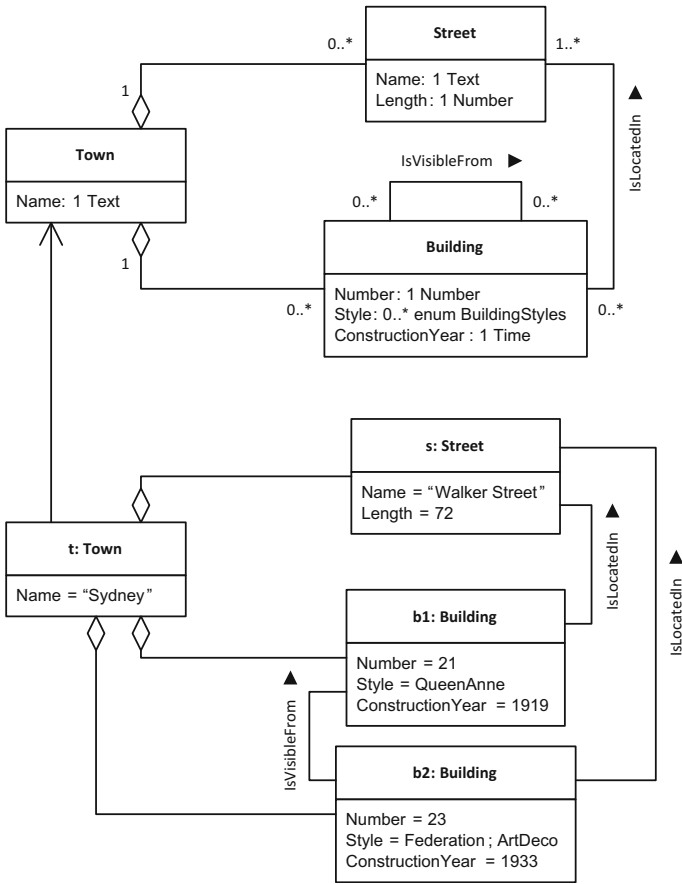 Street
0..*
1..*
Name: 1 Text
Length: 1 Number
1
Town
Name: 1 Text
IsVisibleFrom ▶
IsLocatedIn ▶
0..*
0..*
Building
1
0..*
0..*
Number: 1 Number
Style: 0..* enum BuildingStyles
ConstructionYear : 1 Time
s: Street
Name = “Walker Street”
Length = 72
t: Town
Name = “Sydney”
IsLocatedIn ▶
IsLocatedIn ▶
b1: Building
Number = 21
Style = QueenAnne
ConstructionYear = 1919
IsVisibleFrom ▶
b2: Building
Number = 23
Style = Federation ; ArtDeco
ConstructionYear = 1933